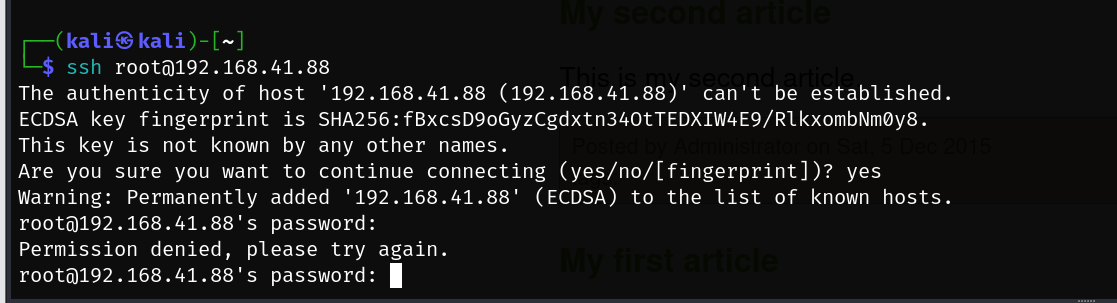 My second article
┌──(kali㉿kali)-[~]
└─$ ssh root@192.168.41.88
This is my second article
The authenticity of host '192.168.41.88 (192.168.41.88)' can't be established.
ECDSA key fingerprint is SHA256:fBxcsD9oGyzCgdxtn34OtTEDXIW4E9/RlkxombNm0y8.
This key is not known by any other names.
Posted by Administrator on Sat, 5 Dec 2015
Are you sure you want to continue connecting (yes/no/[fingerprint])? yes
Warning: Permanently added '192.168.41.88' (ECDSA) to the list of known hosts.
root@192.168.41.88's password:
Permission denied, please try again.
My first article
root@192.168.41.88's password: